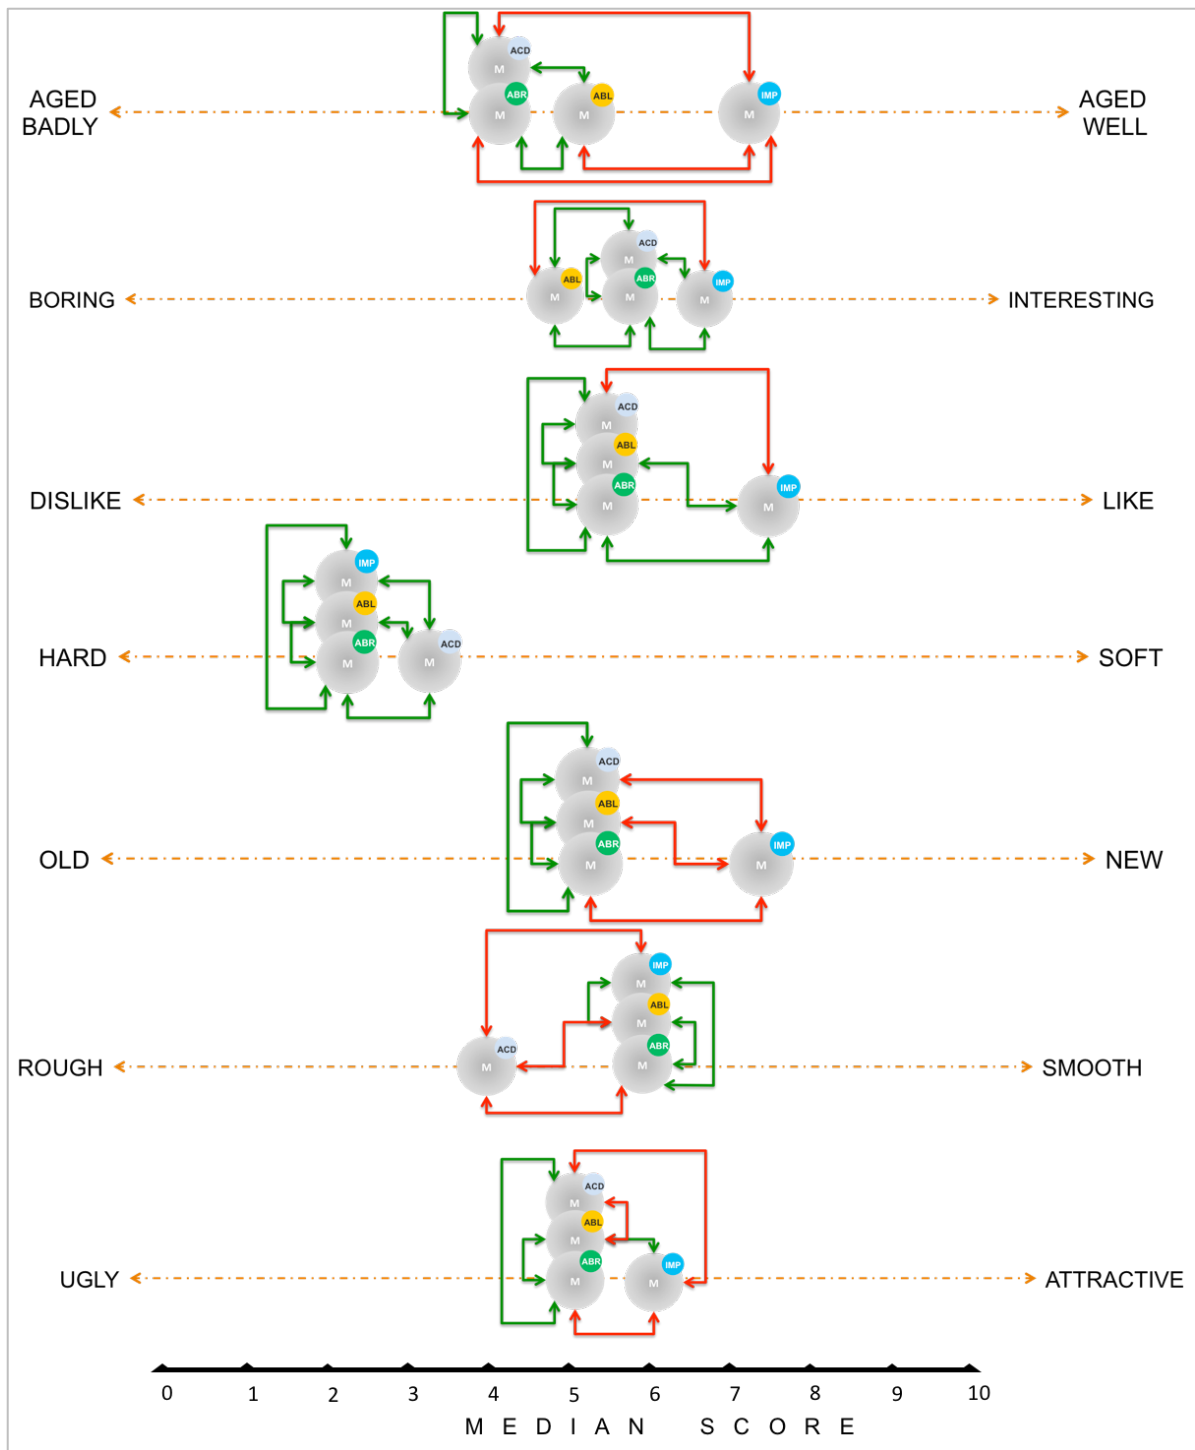 ACD
M
ABR
ABL
IMP
AGED
BADLY
M
M
M
AGED
WELL
ACD
M
ABL
ABR
IMP
BORING
M
M
M
INTERESTING
ACD
M
ABL
M
ABR
IMP
DISLIKE
M
M
LIKE
IMP
M
ABL
M
ABR
ACD
HARD
M
M
SOFT
ACD
M
ABL
M
ABR
IMP
OLD
M
M
NEW
IMP
M
ABL
M
ACD
ABR
ROUGH
M
M
SMOOTH
ACD
M
ABL
M
ABR
IMP
UGLY
M
M
ATTRACTIVE
0 1 2 3 4 5 6 7 8 9 10
M E D I A N S C O R E